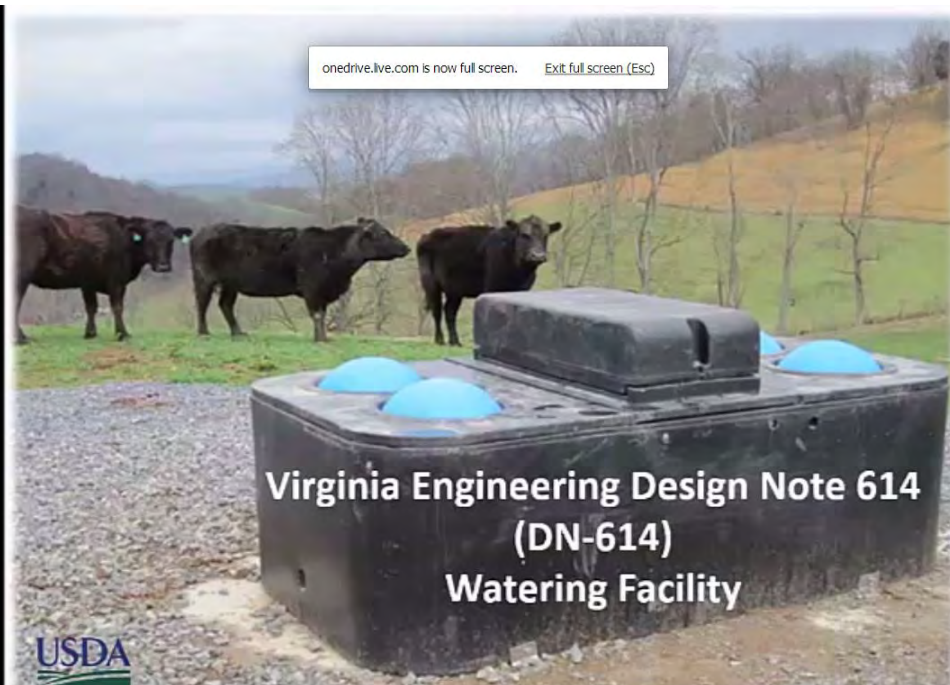 onedrive.live.com is now full screen. Exit full screen (Esc)
Virginia Engineering Design Note 614
(DN-614)
Watering Facility
USDA